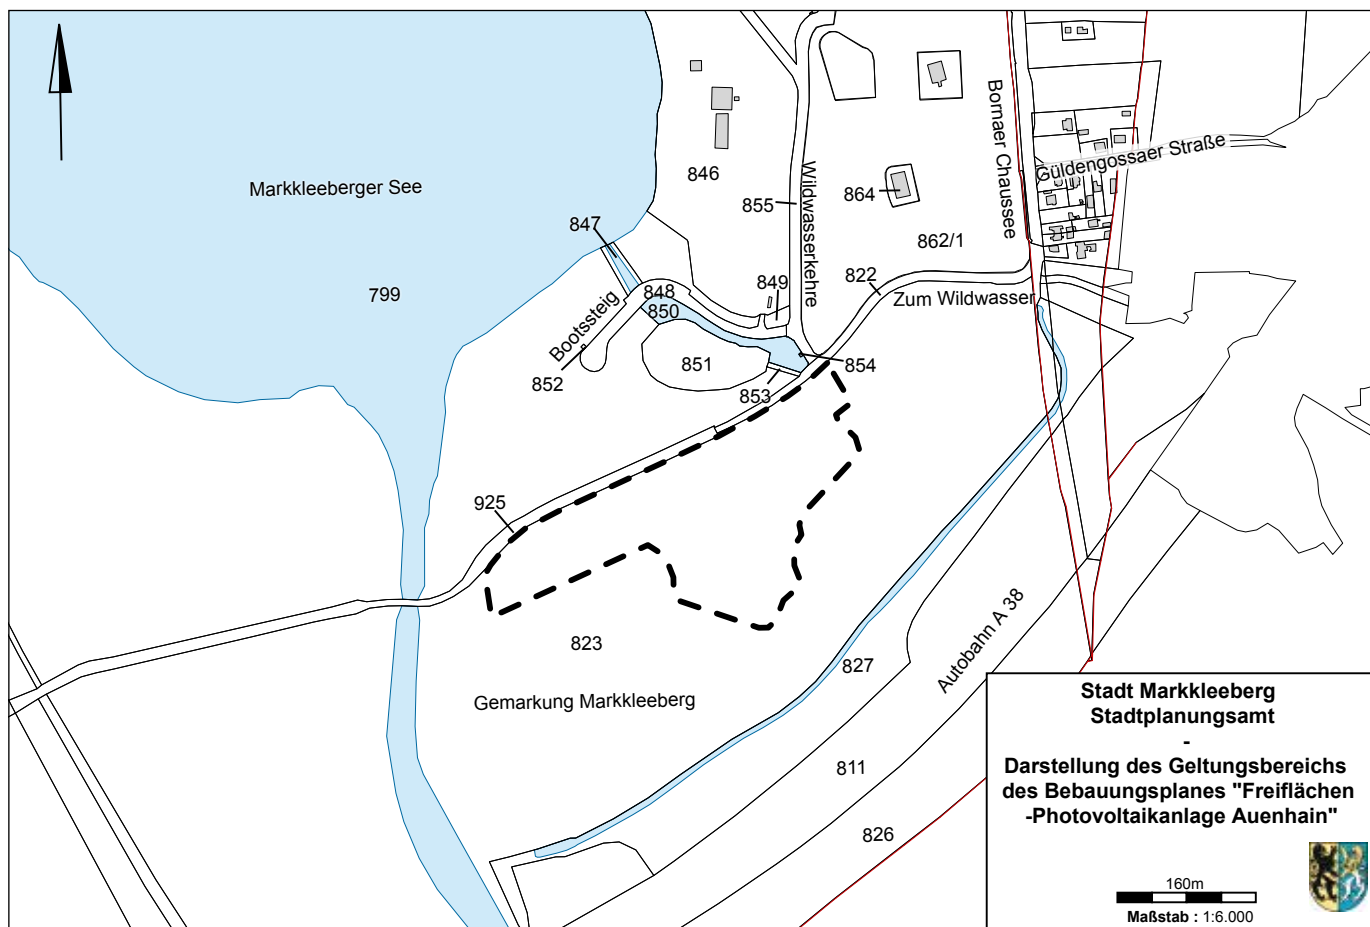 Bornaer Chaussee
Güldengossaer Straße
Markkleeberger See
846
Wildwasserkehre
855
864
847
862/1
799
848
849
822
850
Zum Wildwasser
Bootssteig
851
854
852
853
925
823
827
Autobahn A 38
Gemarkung Markkleeberg
811
826
Stadt Markkleeberg
Stadtplanungsamt
-
Darstellung des Geltungsbereichs
des Bebauungsplanes "Freiflächen
-Photovoltaikanlage Auenhain"
160m
Maßstab : 1:6.000